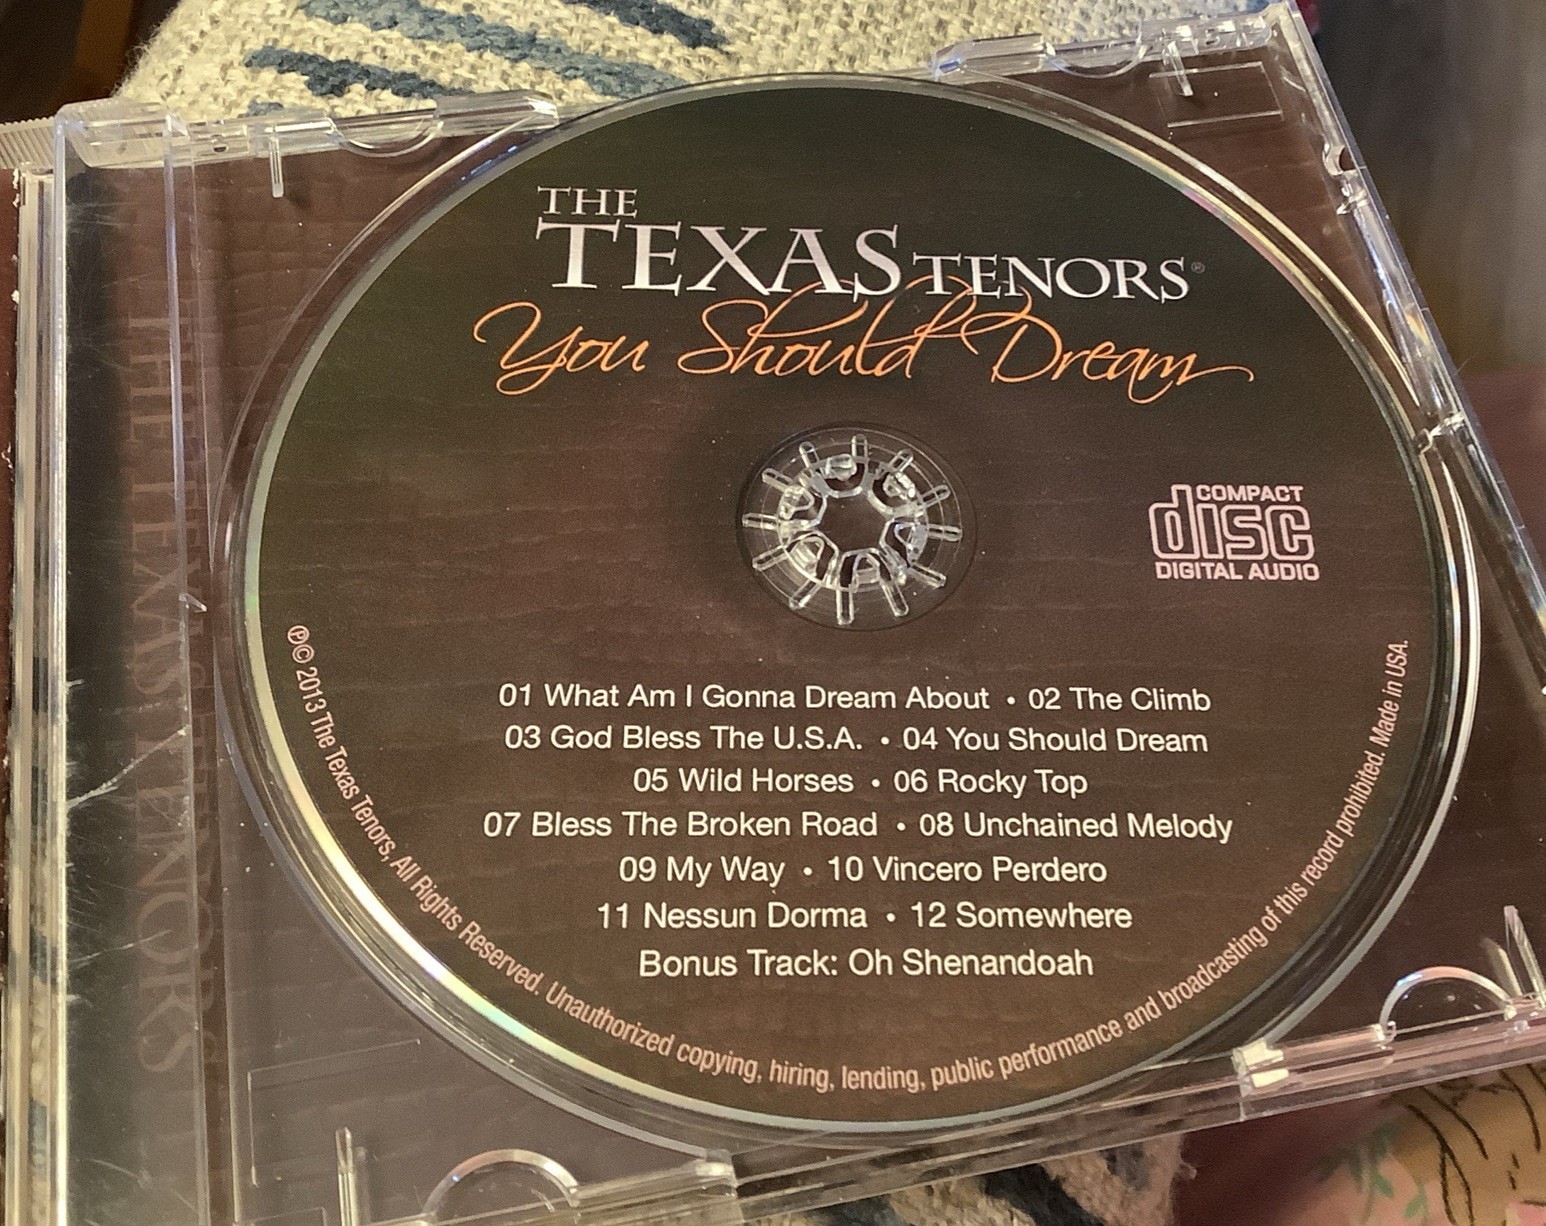 THE
TEXAS TENORS®
You Should Dream
COMPACT
disc
DIGITAL AUDIO
01 What Am I Gonna Dream About • 02 The Climb
03 God Bless The U.S.A. • 04 You Should Dream
05 Wild Horses • 06 Rocky Top
07 Bless The Broken Road • 08 Unchained Melody
09 My Way • 10 Vincero Perdero
11 Nessun Dorma • 12 Somewhere
Bonus Track: Oh Shenandoah
℗© 2013 The Texas Tenors, All Rights Reserved. Unauthorized copying, hiring, lending, public performance and broadcasting of this record prohibited. Made in USA.
THE TEXAS TENORS